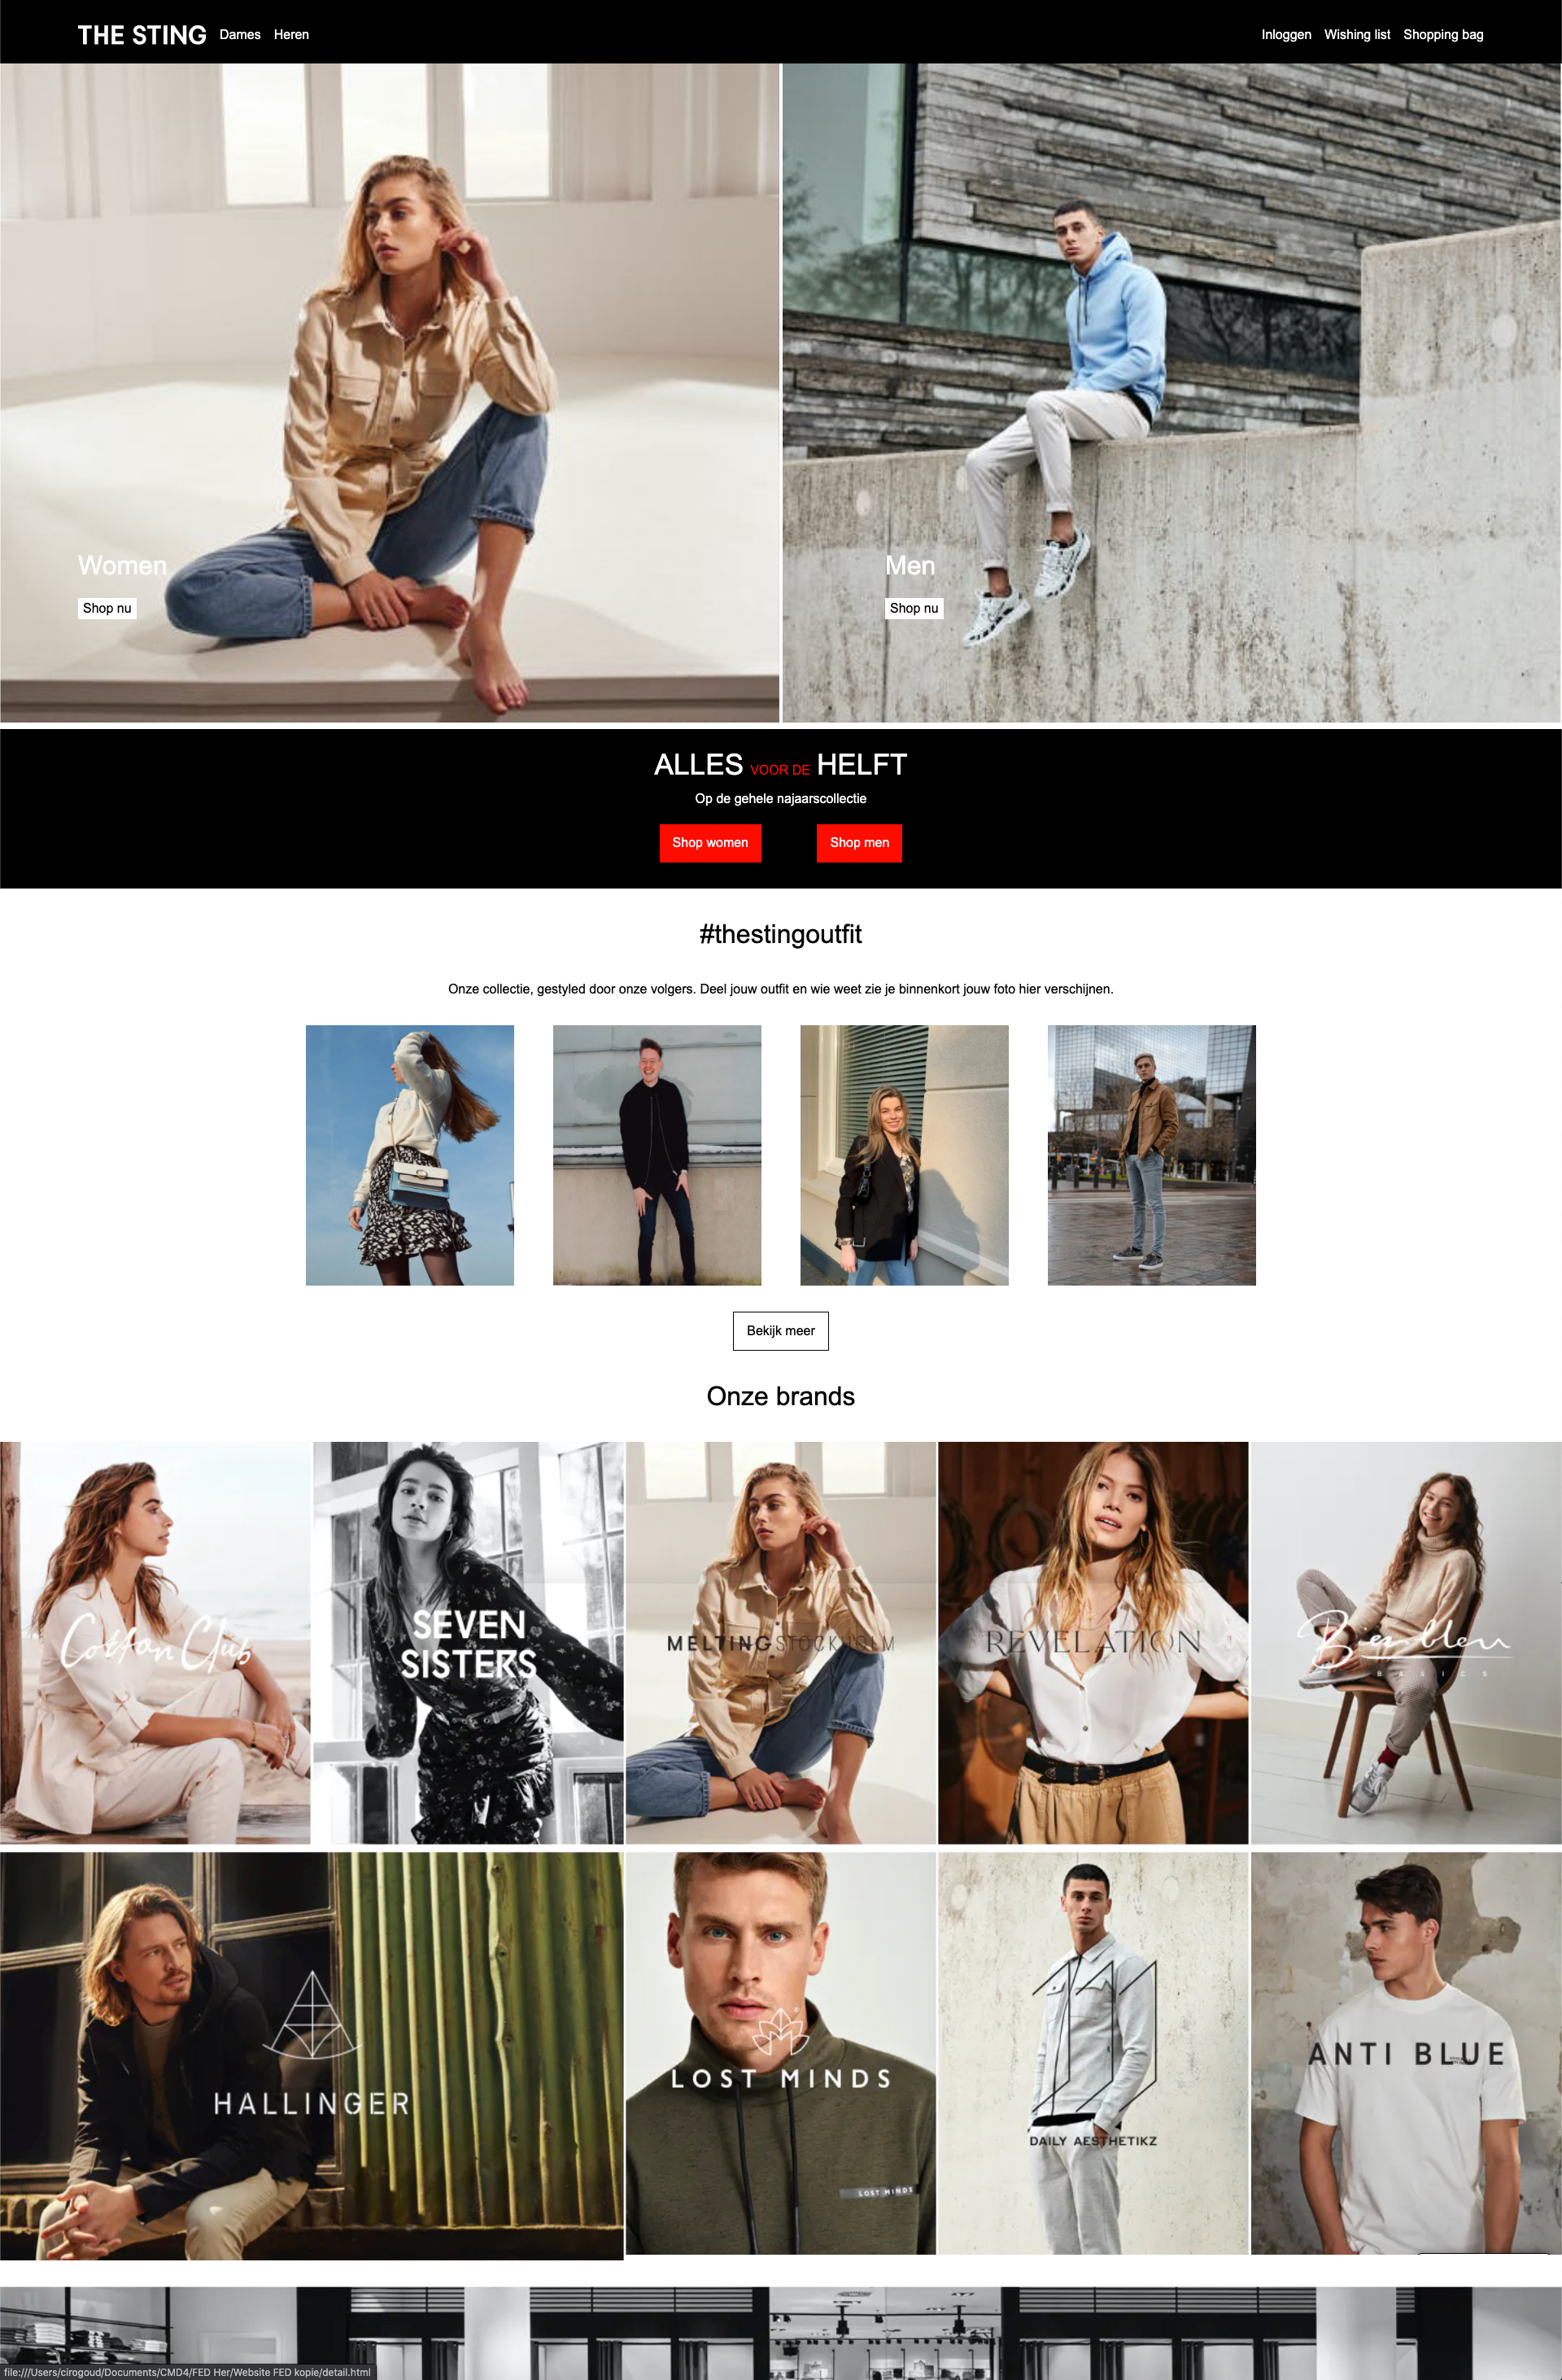 THE STING Dames Heren Inloggen Wishing list Shopping bag
Women
Shop nu
Men
Shop nu
ALLES VOOR DE HELFT
Op de gehele najaarscollectie
Shop women Shop men
#thestingoutfit
Onze collectie, gestyled door onze volgers. Deel jouw outfit en wie weet zie je binnenkort jouw foto hier verschijnen.
Bekijk meer
Onze brands
Cotton Club
SEVEN
SISTERS
MELTING STOCKHOLM
REVELATION
Bien bleu
BASICS
HALLINGER
LOST MINDS
LOST MINDS
DAILY AESTHETIKZ
ANTI BLUE
file:///Users/cirogoud/Documents/CMD4/FED Her/Website FED kopie/detail.html